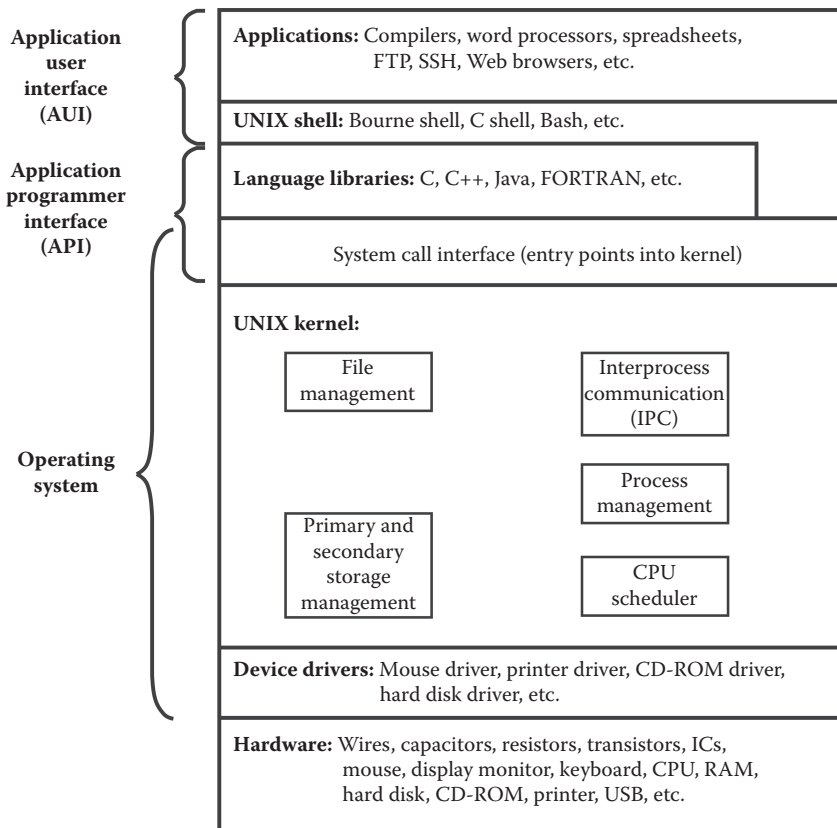 Application
user
interface
(AUI)
Applications: Compilers, word processors, spreadsheets,
FTP, SSH, Web browsers, etc.
UNIX shell: Bourne shell, C shell, Bash, etc.
Application
programmer
interface
(API)
Language libraries: C, C++, Java, FORTRAN, etc.
System call interface (entry points into kernel)
Operating
system
UNIX kernel:
File
management
Interprocess
communication
(IPC)
Process
management
Primary and
secondary
storage
management
CPU
scheduler
Device drivers: Mouse driver, printer driver, CD-ROM driver,
hard disk driver, etc.
Hardware: Wires, capacitors, resistors, transistors, ICs,
mouse, display monitor, keyboard, CPU, RAM,
hard disk, CD-ROM, printer, USB, etc.